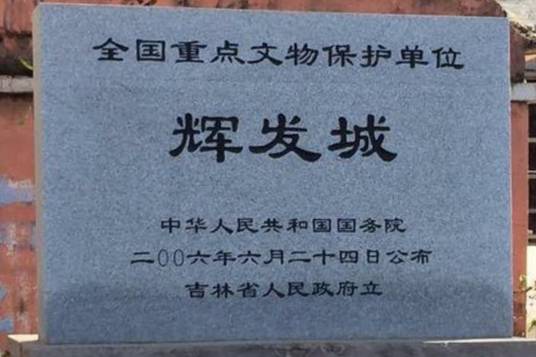 全国重点文物保护单位
辉发城
中华人民共和国国务院
二〇〇六年六月二十四日公布
吉林省人民政府立